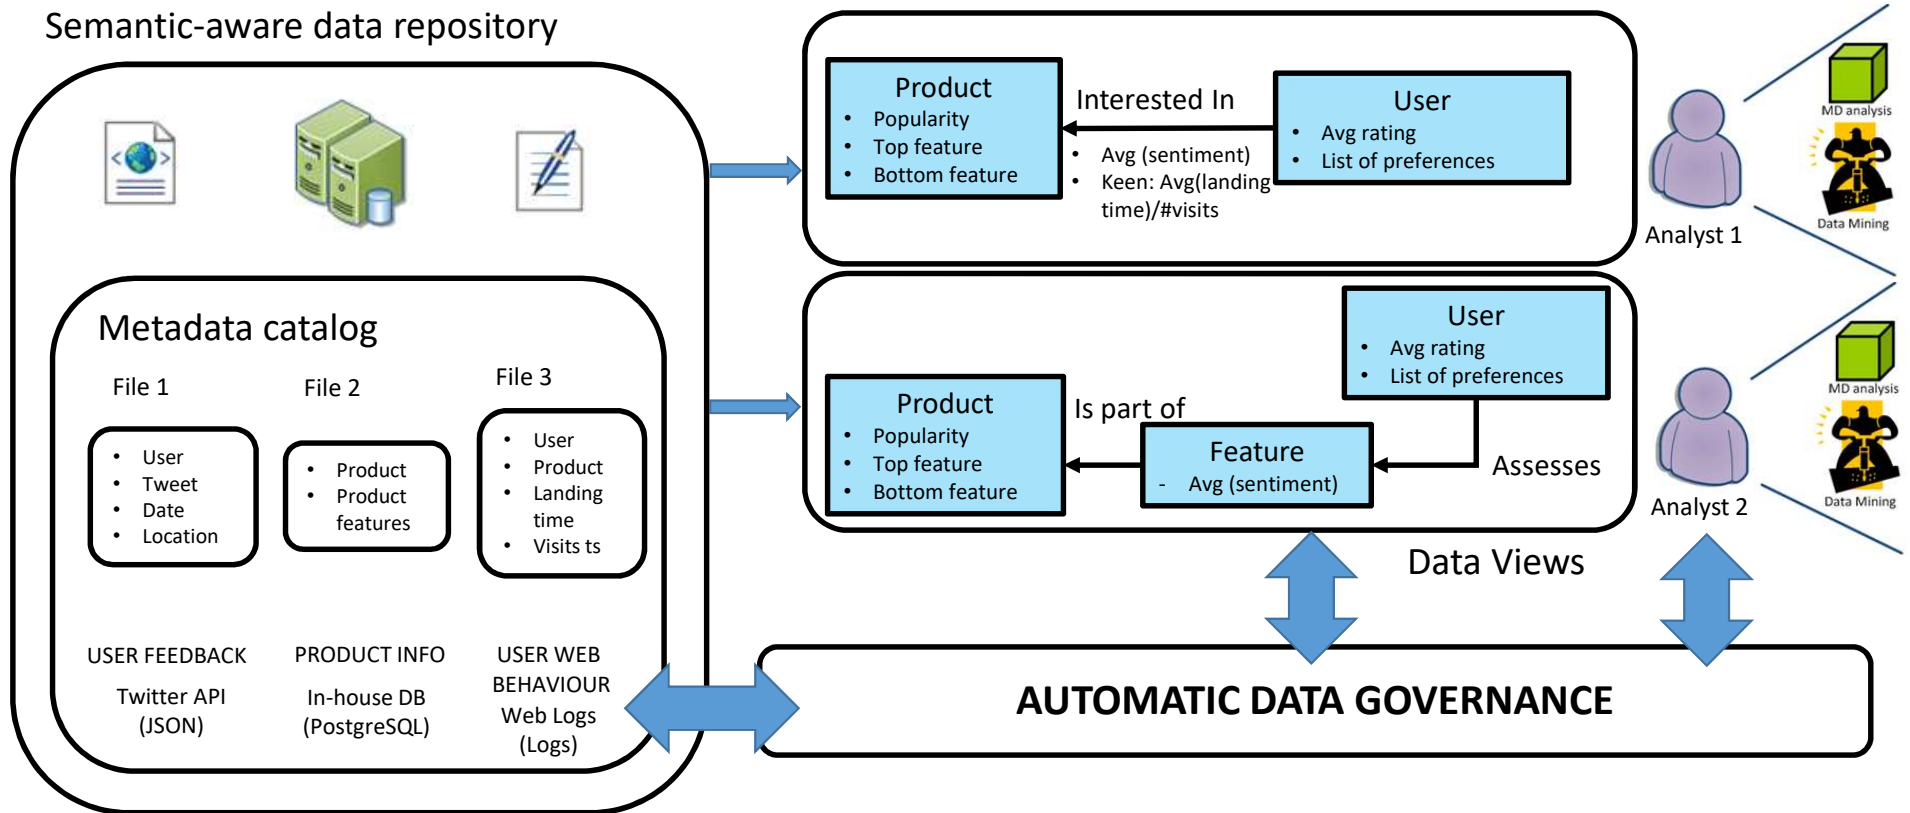 Semantic-aware data repository
Metadata catalog
File 1
• User
• Tweet
• Date
• Location
USER FEEDBACK
Twitter API
(JSON)
File 2
• Product
• Product
features
PRODUCT INFO
In-house DB
(PostgreSQL)
File 3
• User
• Product
• Landing
time
• Visits ts
USER WEB
BEHAVIOUR
Web Logs
(Logs)
Product
• Popularity
• Top feature
• Bottom feature
Interested In
• Avg (sentiment)
• Keen: Avg(landing
time)/#visits
User
• Avg rating
• List of preferences
Analyst 1
MD analysis
Data Mining
Product
• Popularity
• Top feature
• Bottom feature
Is part of
Feature
- Avg (sentiment)
User
• Avg rating
• List of preferences
Assesses
Analyst 2
MD analysis
Data Mining
Data Views
AUTOMATIC DATA GOVERNANCE